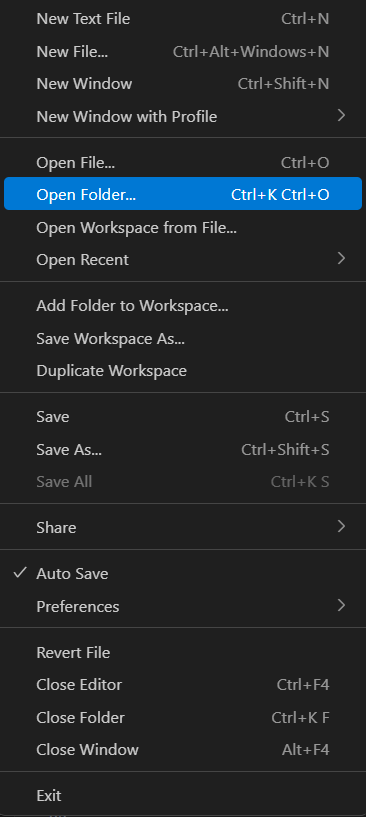 New Text File Ctrl+N
New File... Ctrl+Alt+Windows+N
New Window Ctrl+Shift+N
New Window with Profile
Open File... Ctrl+O
Open Folder... Ctrl+K Ctrl+O
Open Workspace from File...
Open Recent
Add Folder to Workspace...
Save Workspace As...
Duplicate Workspace
Save Ctrl+S
Save As... Ctrl+Shift+S
Save All Ctrl+K S
Share
Auto Save
Preferences
Revert File
Close Editor Ctrl+F4
Close Folder Ctrl+K F
Close Window Alt+F4
Exit